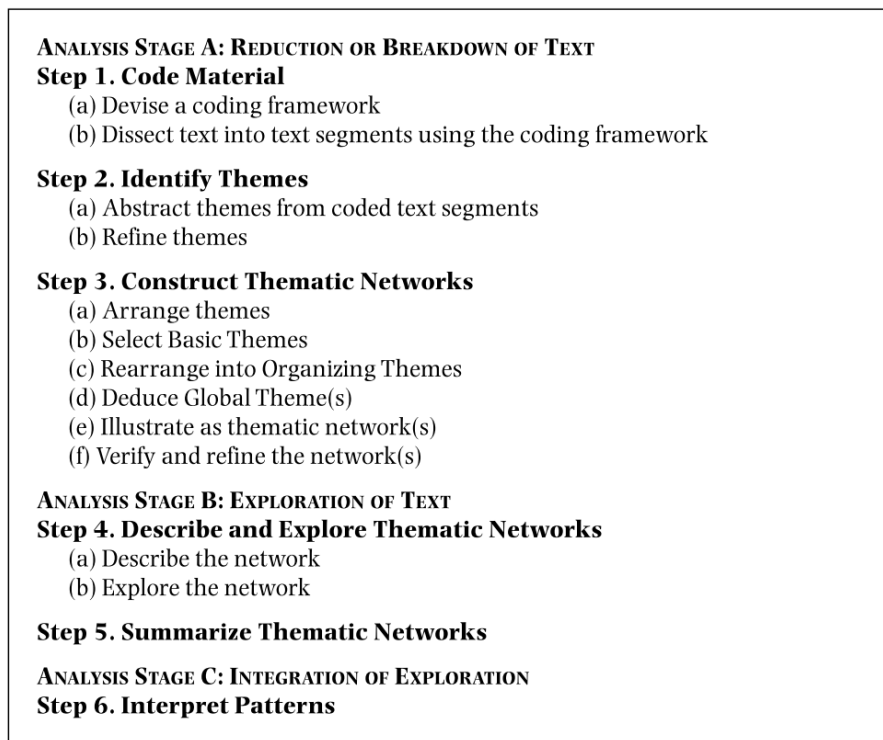 ANALYSIS STAGE A: REDUCTION OR BREAKDOWN OF TEXT
Step 1. Code Material
(a) Devise a coding framework
(b) Dissect text into text segments using the coding framework
Step 2. Identify Themes
(a) Abstract themes from coded text segments
(b) Refine themes
Step 3. Construct Thematic Networks
(a) Arrange themes
(b) Select Basic Themes
(c) Rearrange into Organizing Themes
(d) Deduce Global Theme(s)
(e) Illustrate as thematic network(s)
(f) Verify and refine the network(s)
ANALYSIS STAGE B: EXPLORATION OF TEXT
Step 4. Describe and Explore Thematic Networks
(a) Describe the network
(b) Explore the network
Step 5. Summarize Thematic Networks
ANALYSIS STAGE C: INTEGRATION OF EXPLORATION
Step 6. Interpret Patterns